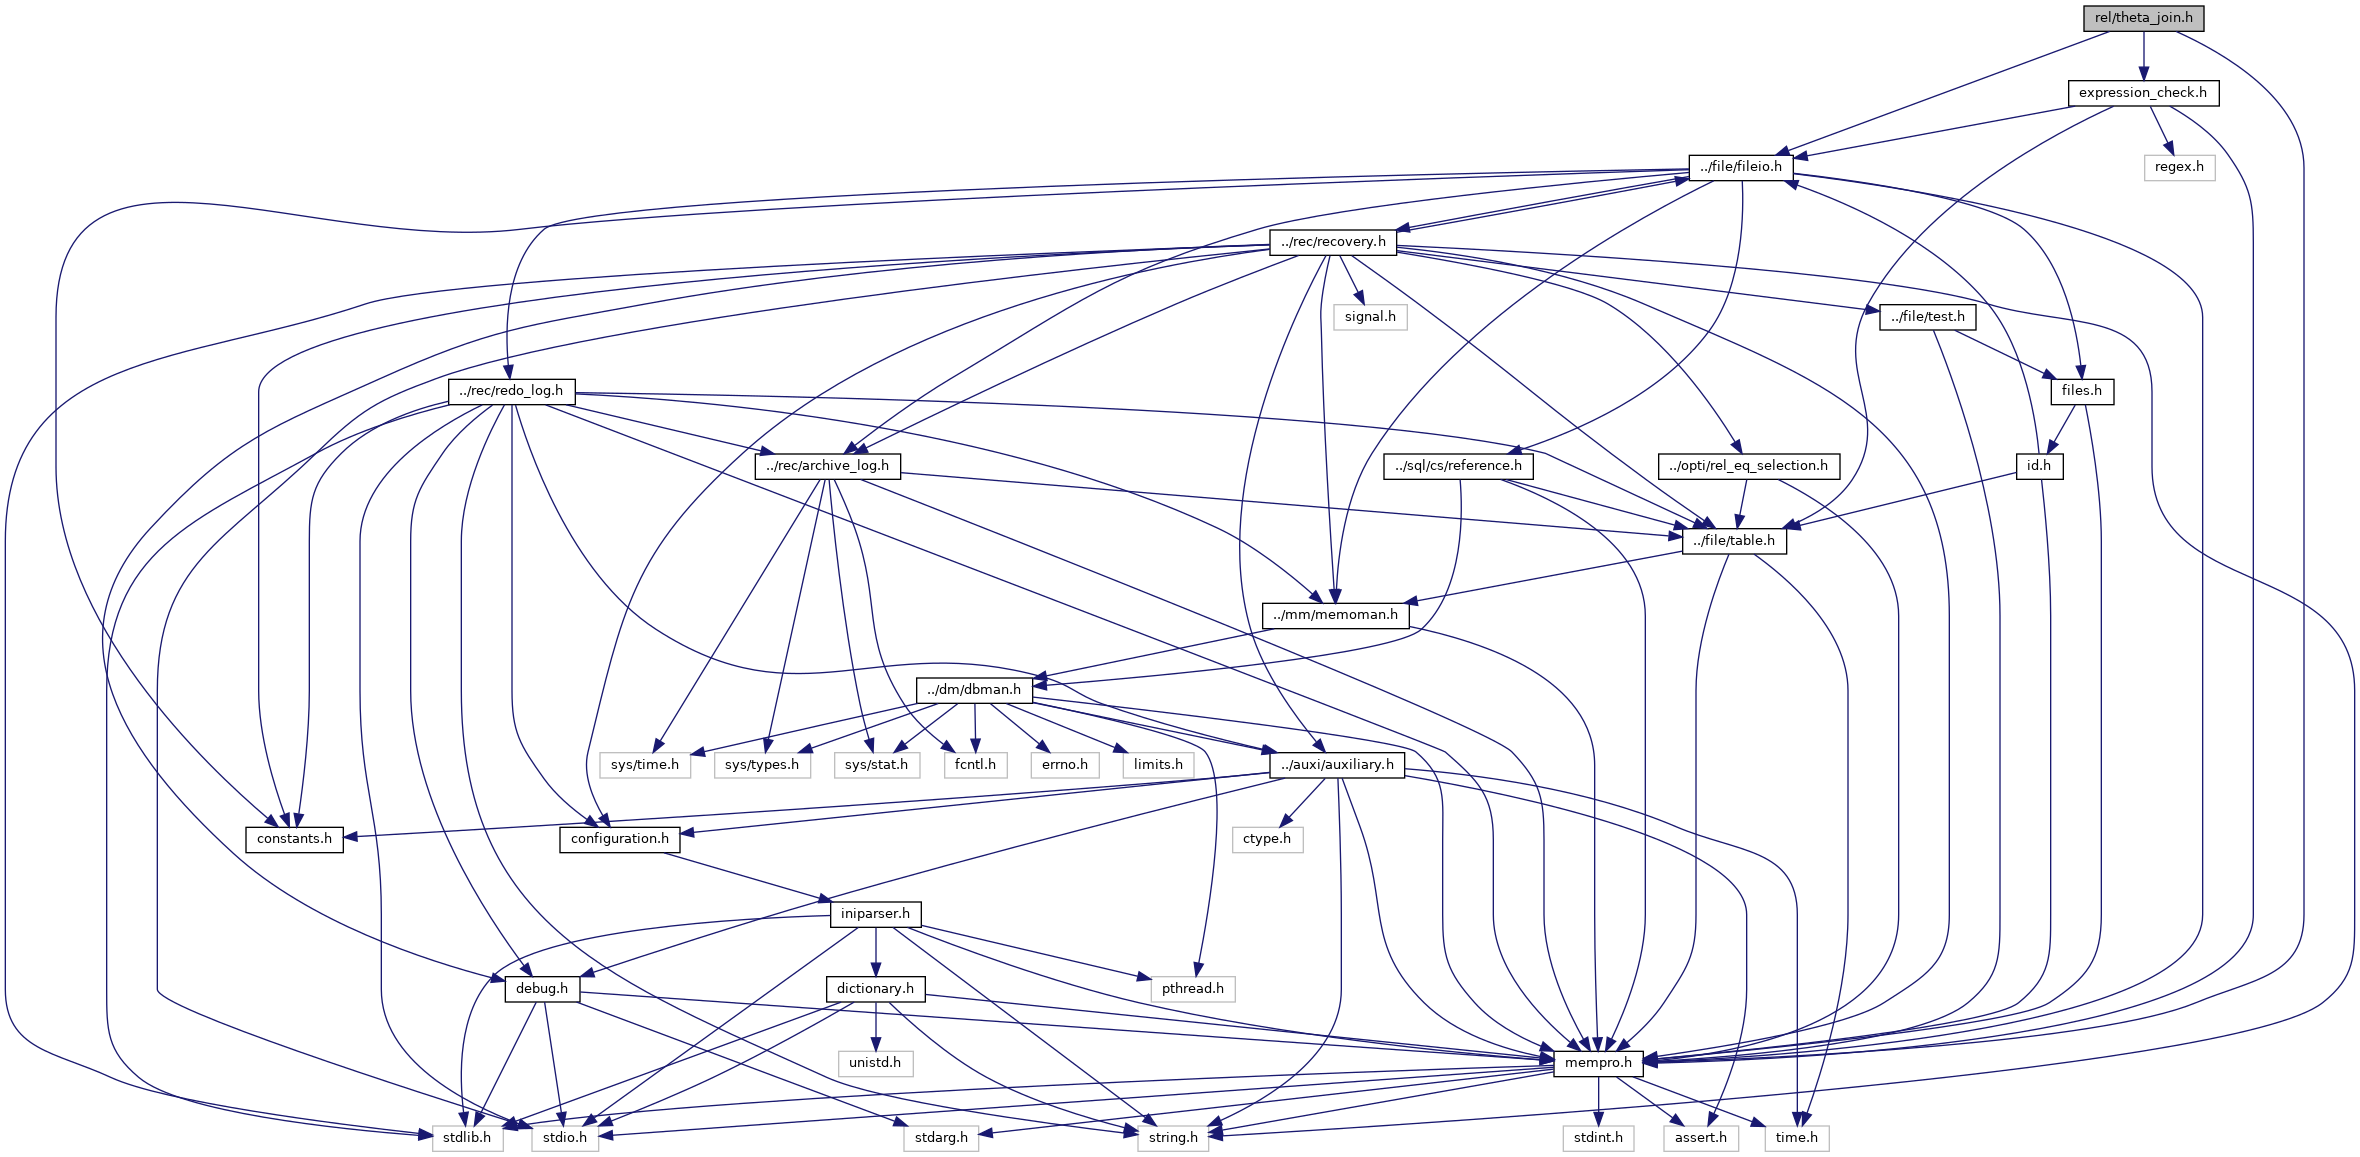 rel/theta_join.h
expression_check.h
../file/fileio.h
regex.h
../rec/recovery.h
signal.h
../file/test.h
../rec/redo_log.h
files.h
../rec/archive_log.h
../sql/cs/reference.h
../opti/rel_eq_selection.h
id.h
../file/table.h
../mm/memoman.h
../dm/dbman.h
sys/time.h
sys/types.h
sys/stat.h
fcntl.h
errno.h
limits.h
../auxi/auxiliary.h
constants.h
configuration.h
ctype.h
iniparser.h
debug.h
dictionary.h
pthread.h
unistd.h
mempro.h
stdlib.h
stdio.h
stdarg.h
string.h
stdint.h
assert.h
time.h